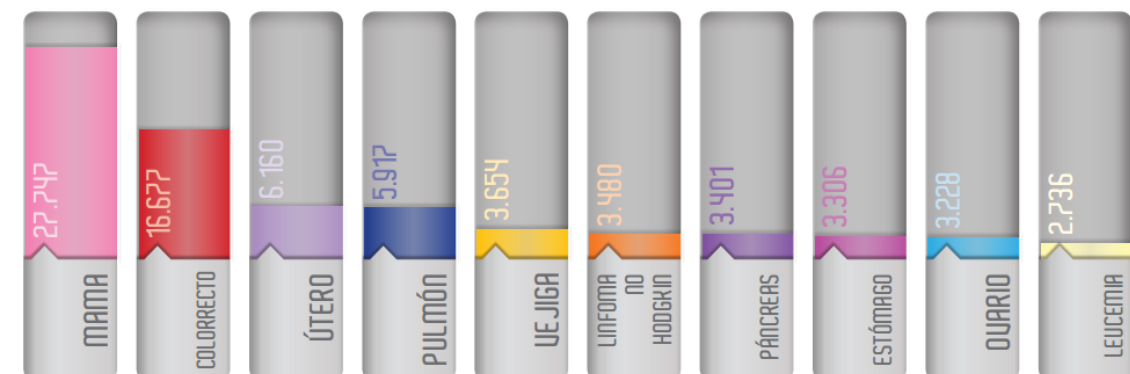 27.747
MAMA
16.677
COLORRECTO
6.160
ÚTERO
5.917
PULMÓN
3.654
VEJIGA
3.480
LINFOMA
NO
HODGKIN
3.401
PÁNCREAS
3.306
ESTÓMAGO
3.228
OVARIO
2.736
LEUCEMIA